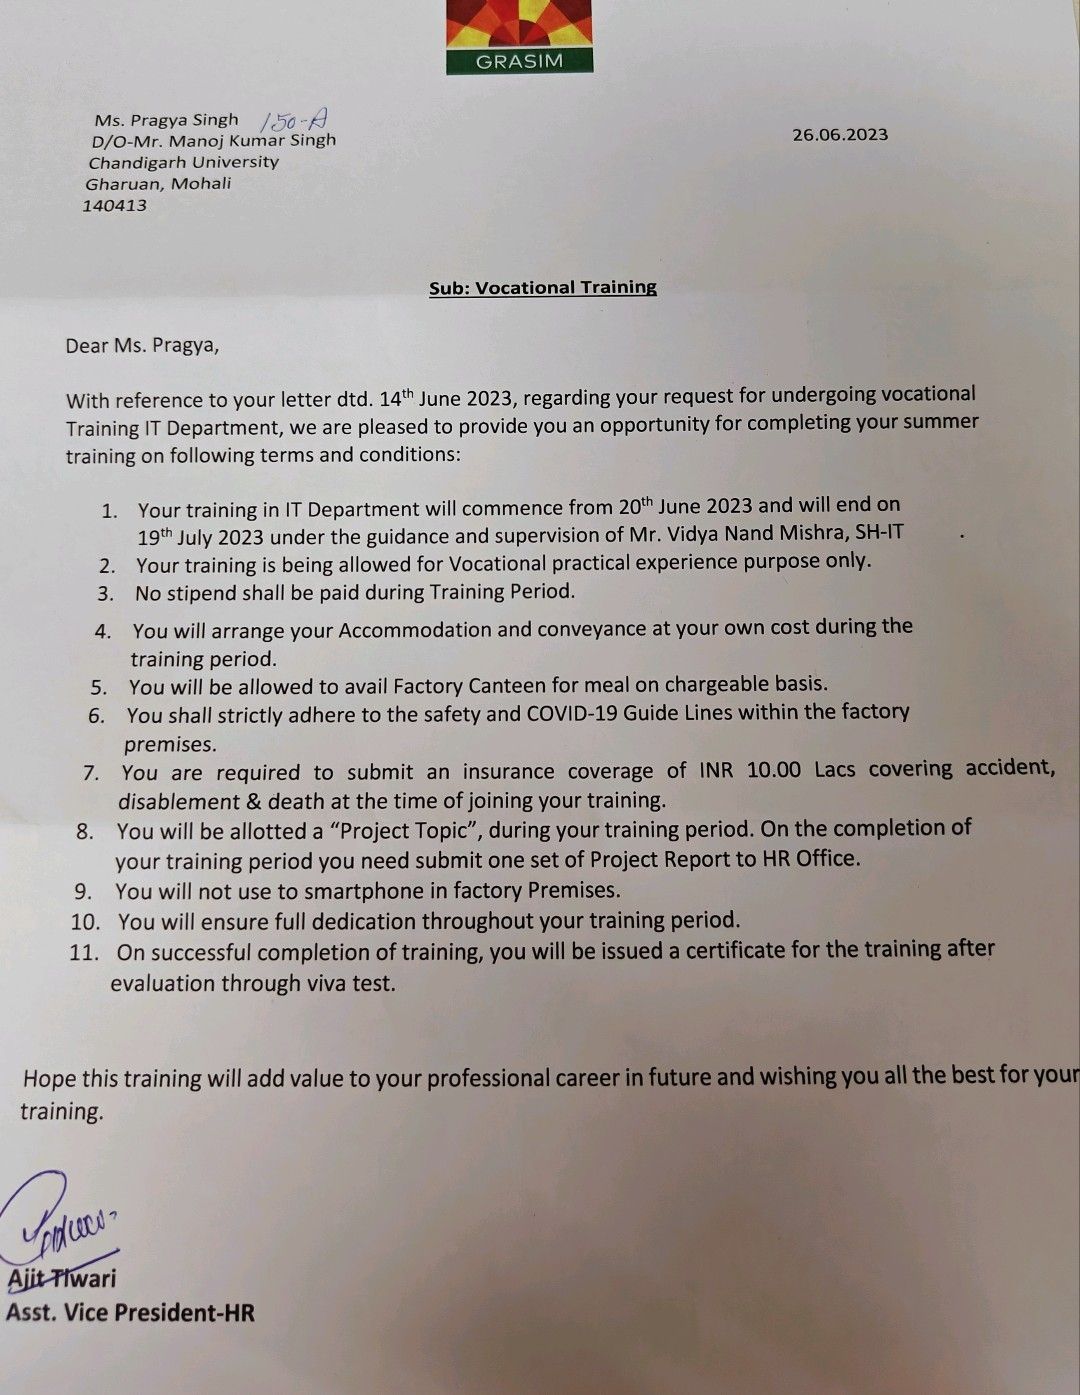 GRASIM
Ms. Pragya Singh 150-A
D/O-Mr. Manoj Kumar Singh
Chandigarh University
Gharuan, Mohali
140413
26.06.2023
Sub: Vocational Training
Dear Ms. Pragya,
With reference to your letter dtd. 14th June 2023, regarding your request for undergoing vocational
Training IT Department, we are pleased to provide you an opportunity for completing your summer
training on following terms and conditions:
1. Your training in IT Department will commence from 20th June 2023 and will end on
19th July 2023 under the guidance and supervision of Mr. Vidya Nand Mishra, SH-IT .
2. Your training is being allowed for Vocational practical experience purpose only.
3. No stipend shall be paid during Training Period.
4. You will arrange your Accommodation and conveyance at your own cost during the
training period.
5. You will be allowed to avail Factory Canteen for meal on chargeable basis.
6. You shall strictly adhere to the safety and COVID-19 Guide Lines within the factory
premises.
7. You are required to submit an insurance coverage of INR 10.00 Lacs covering accident,
disablement & death at the time of joining your training.
8. You will be allotted a “Project Topic”, during your training period. On the completion of
your training period you need submit one set of Project Report to HR Office.
9. You will not use to smartphone in factory Premises.
10. You will ensure full dedication throughout your training period.
11. On successful completion of training, you will be issued a certificate for the training after
evaluation through viva test.
Hope this training will add value to your professional career in future and wishing you all the best for your
training.
Ajit Tiwari
Asst. Vice President-HR